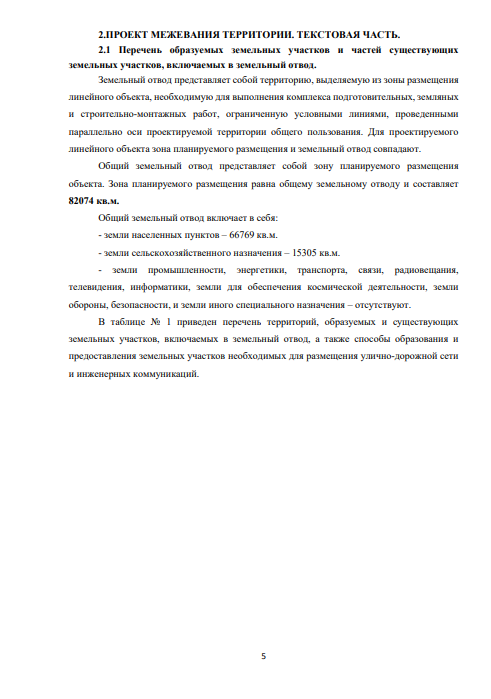 2.ПРОЕКТ МЕЖЕВАНИЯ ТЕРРИТОРИИ. ТЕКСТОВАЯ ЧАСТЬ.
2.1 Перечень образуемых земельных участков и частей существующих
земельных участков, включаемых в земельный отвод.
Земельный отвод представляет собой территорию, выделяемую из зоны размещения
линейного объекта, необходимую для выполнения комплекса подготовительных, земляных
и строительно-монтажных работ, ограниченную условными линиями, проведенными
параллельно оси проектируемой территории общего пользования. Для проектируемого
линейного объекта зона планируемого размещения и земельный отвод совпадают.
Общий земельный отвод представляет собой зону планируемого размещения
объекта. Зона планируемого размещения равна общему земельному отводу и составляет
82074 кв.м.
Общий земельный отвод включает в себя:
- земли населенных пунктов – 66769 кв.м.
- земли сельскохозяйственного назначения – 15305 кв.м.
- земли промышленности, энергетики, транспорта, связи, радиовещания,
телевидения, информатики, земли для обеспечения космической деятельности, земли
обороны, безопасности, и земли иного специального назначения – отсутствуют.
В таблице № 1 приведен перечень территорий, образуемых и существующих
земельных участков, включаемых в земельный отвод, а также способы образования и
предоставления земельных участков необходимых для размещения улично-дорожной сети
и инженерных коммуникаций.
5